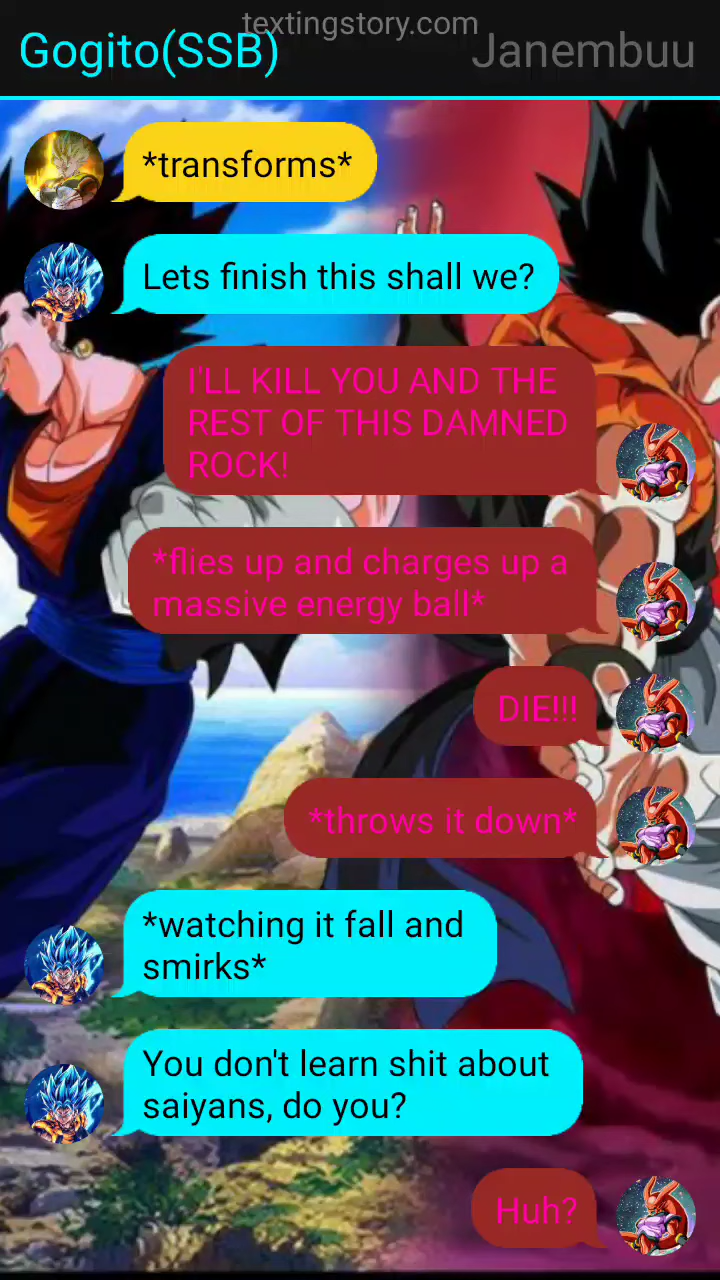 textingstory.com
Gogito(SSB)
Janembuu
*transforms*
Lets finish this shall we?
I'LL KILL YOU AND THE
REST OF THIS DAMNED
ROCK!
*flies up and charges up a
massive energy ball*
DIE!!!
*throws it down*
*watching it fall and
smirks*
You don't learn shit about
saiyans, do you?
Huh?